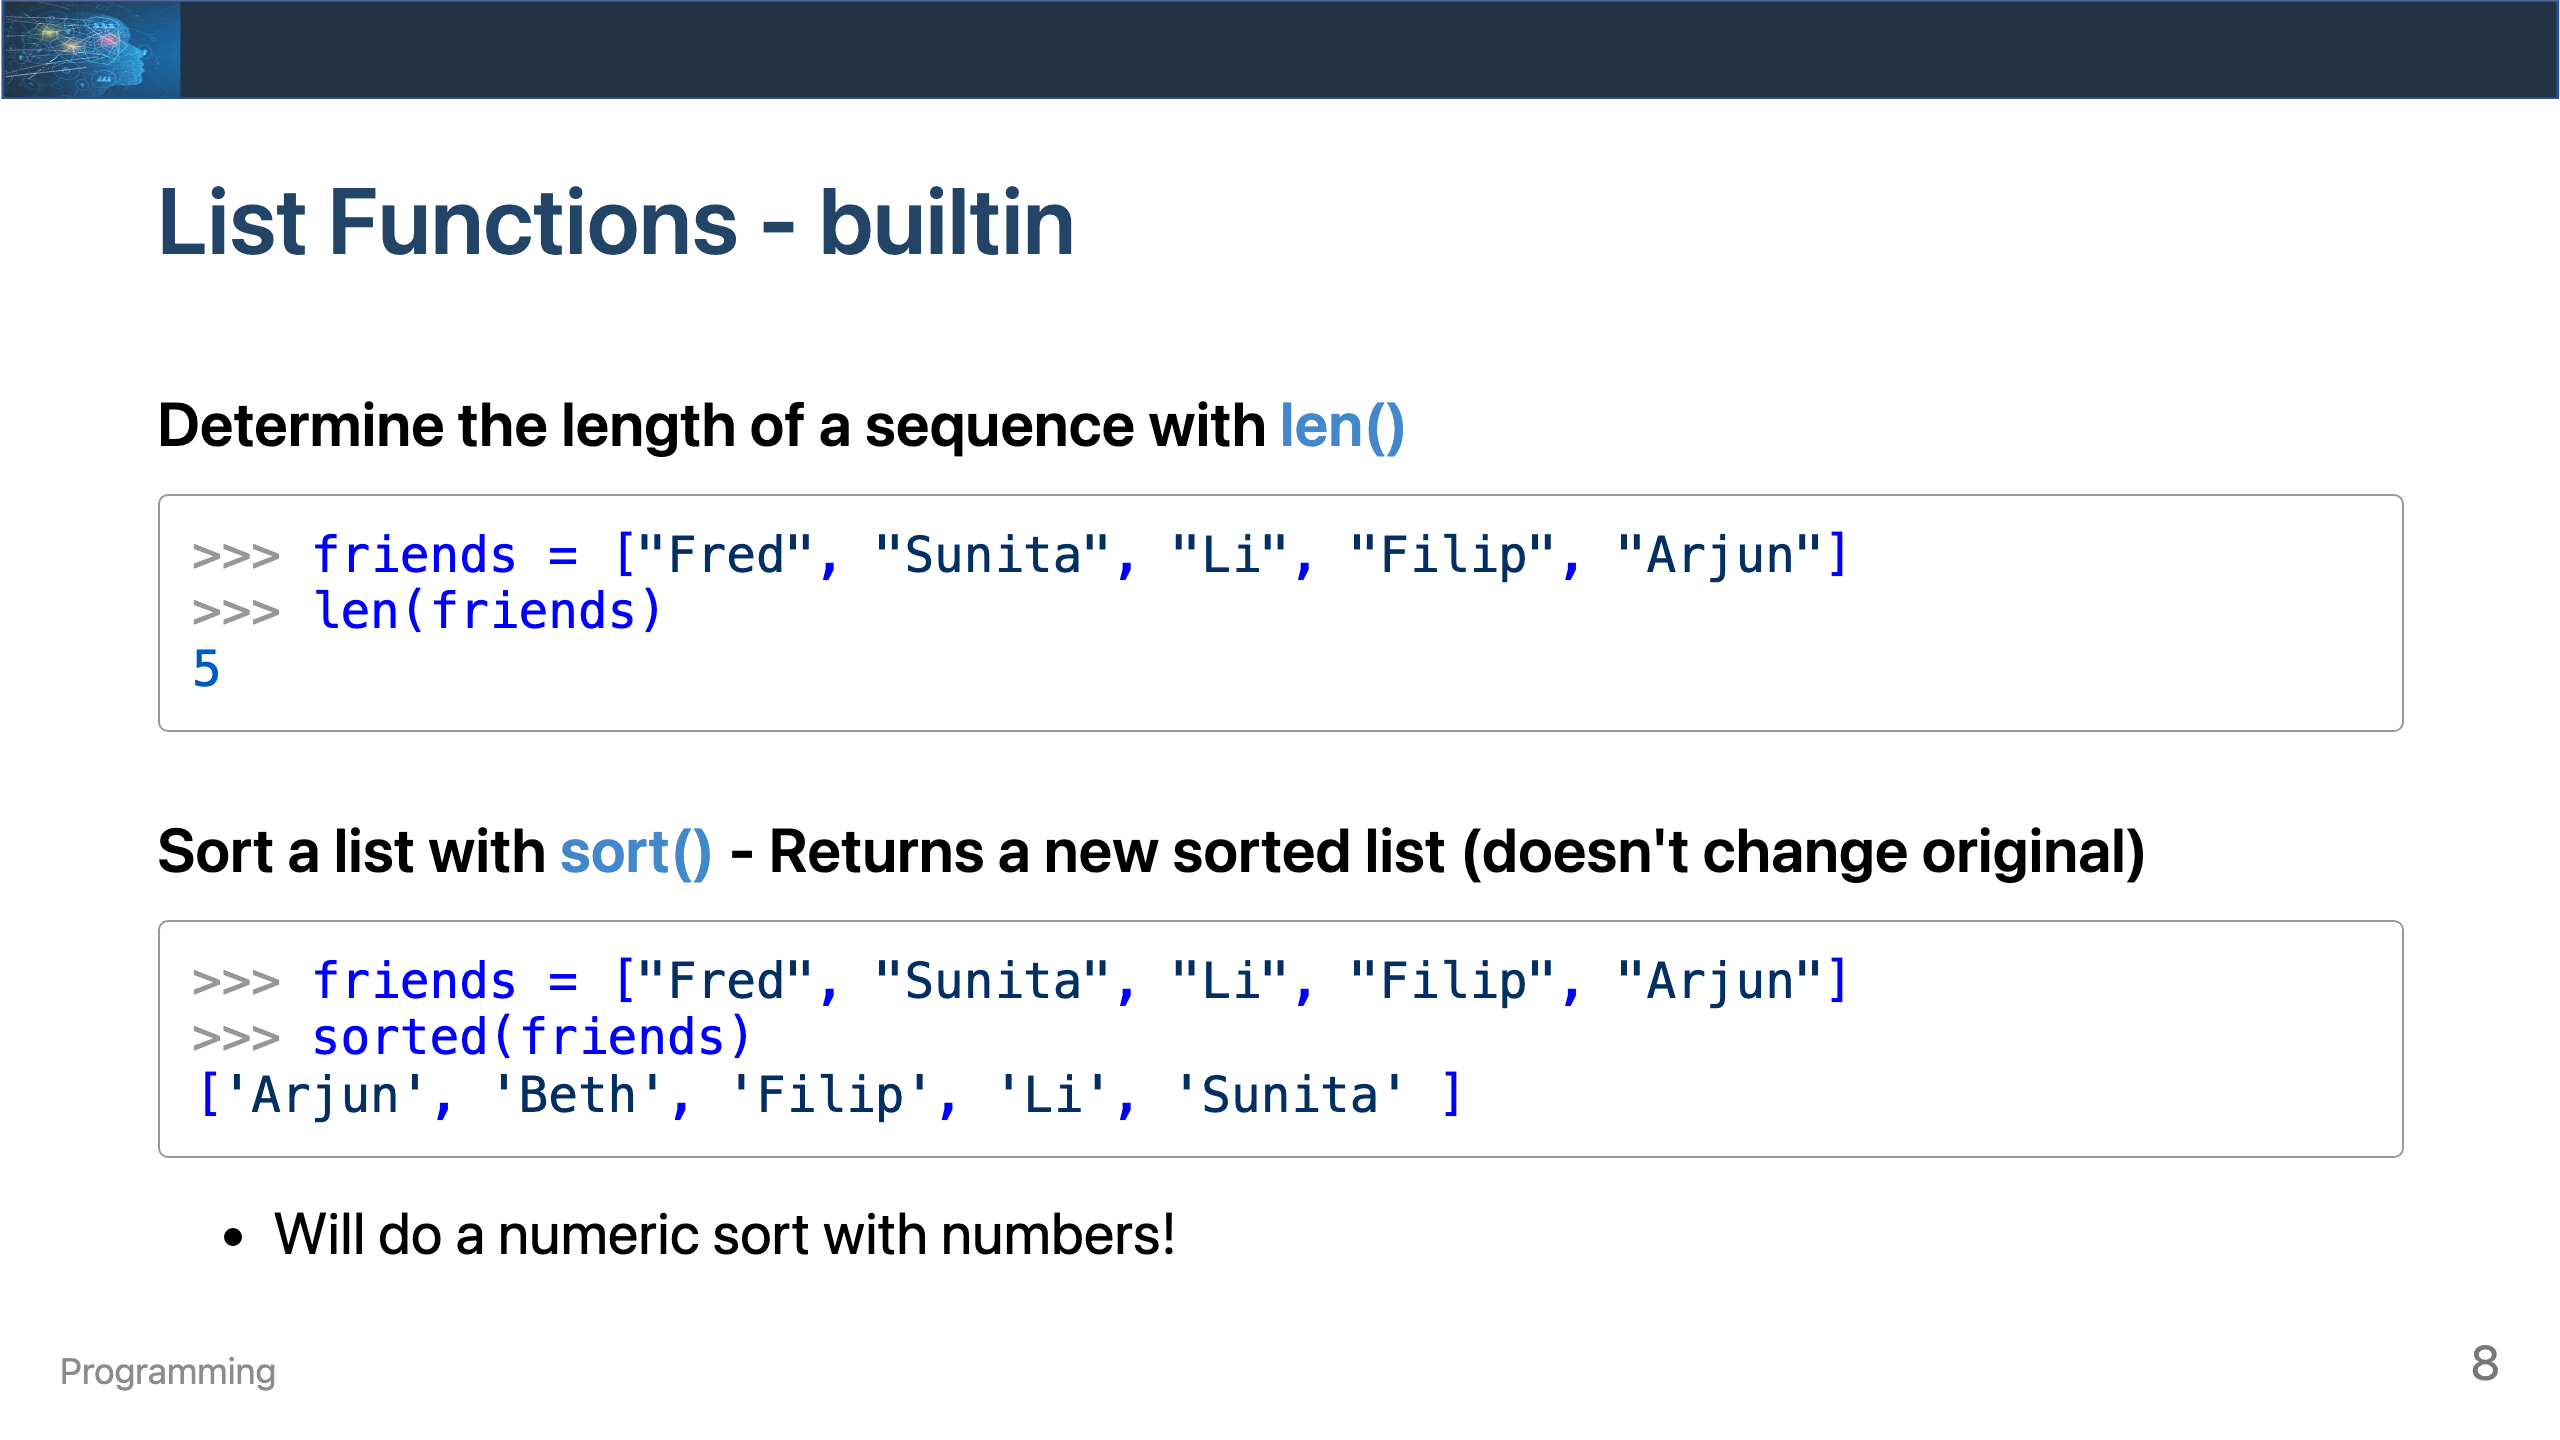 List Functions - builtin
Determine the length of a sequence with len()
>>> friends = ["Fred", "Sunita", "Li", "Filip", "Arjun"]
>>> len(friends)
5
Sort a list with sort() - Returns a new sorted list (doesn't change original)
>>> friends = ["Fred", "Sunita", "Li", "Filip", "Arjun"]
>>> sorted(friends)
['Arjun', 'Beth', 'Filip', 'Li', 'Sunita' ]
• Will do a numeric sort with numbers!
Programming
8